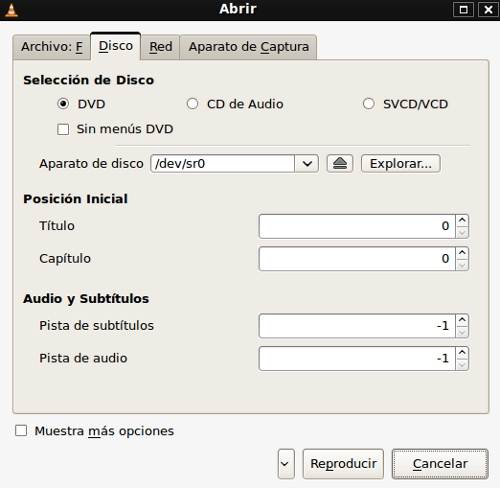 Abrir
Archivo: F Disco Red Aparato de Captura
Selección de Disco
DVD CD de Audio SVCD/VCD
Sin menús DVD
Aparato de disco /dev/sr0 Explorar...
Posición Inicial
Título 0
Capítulo 0
Audio y Subtítulos
Pista de subtítulos -1
Pista de audio -1
Muestra más opciones
Reproducir Cancelar